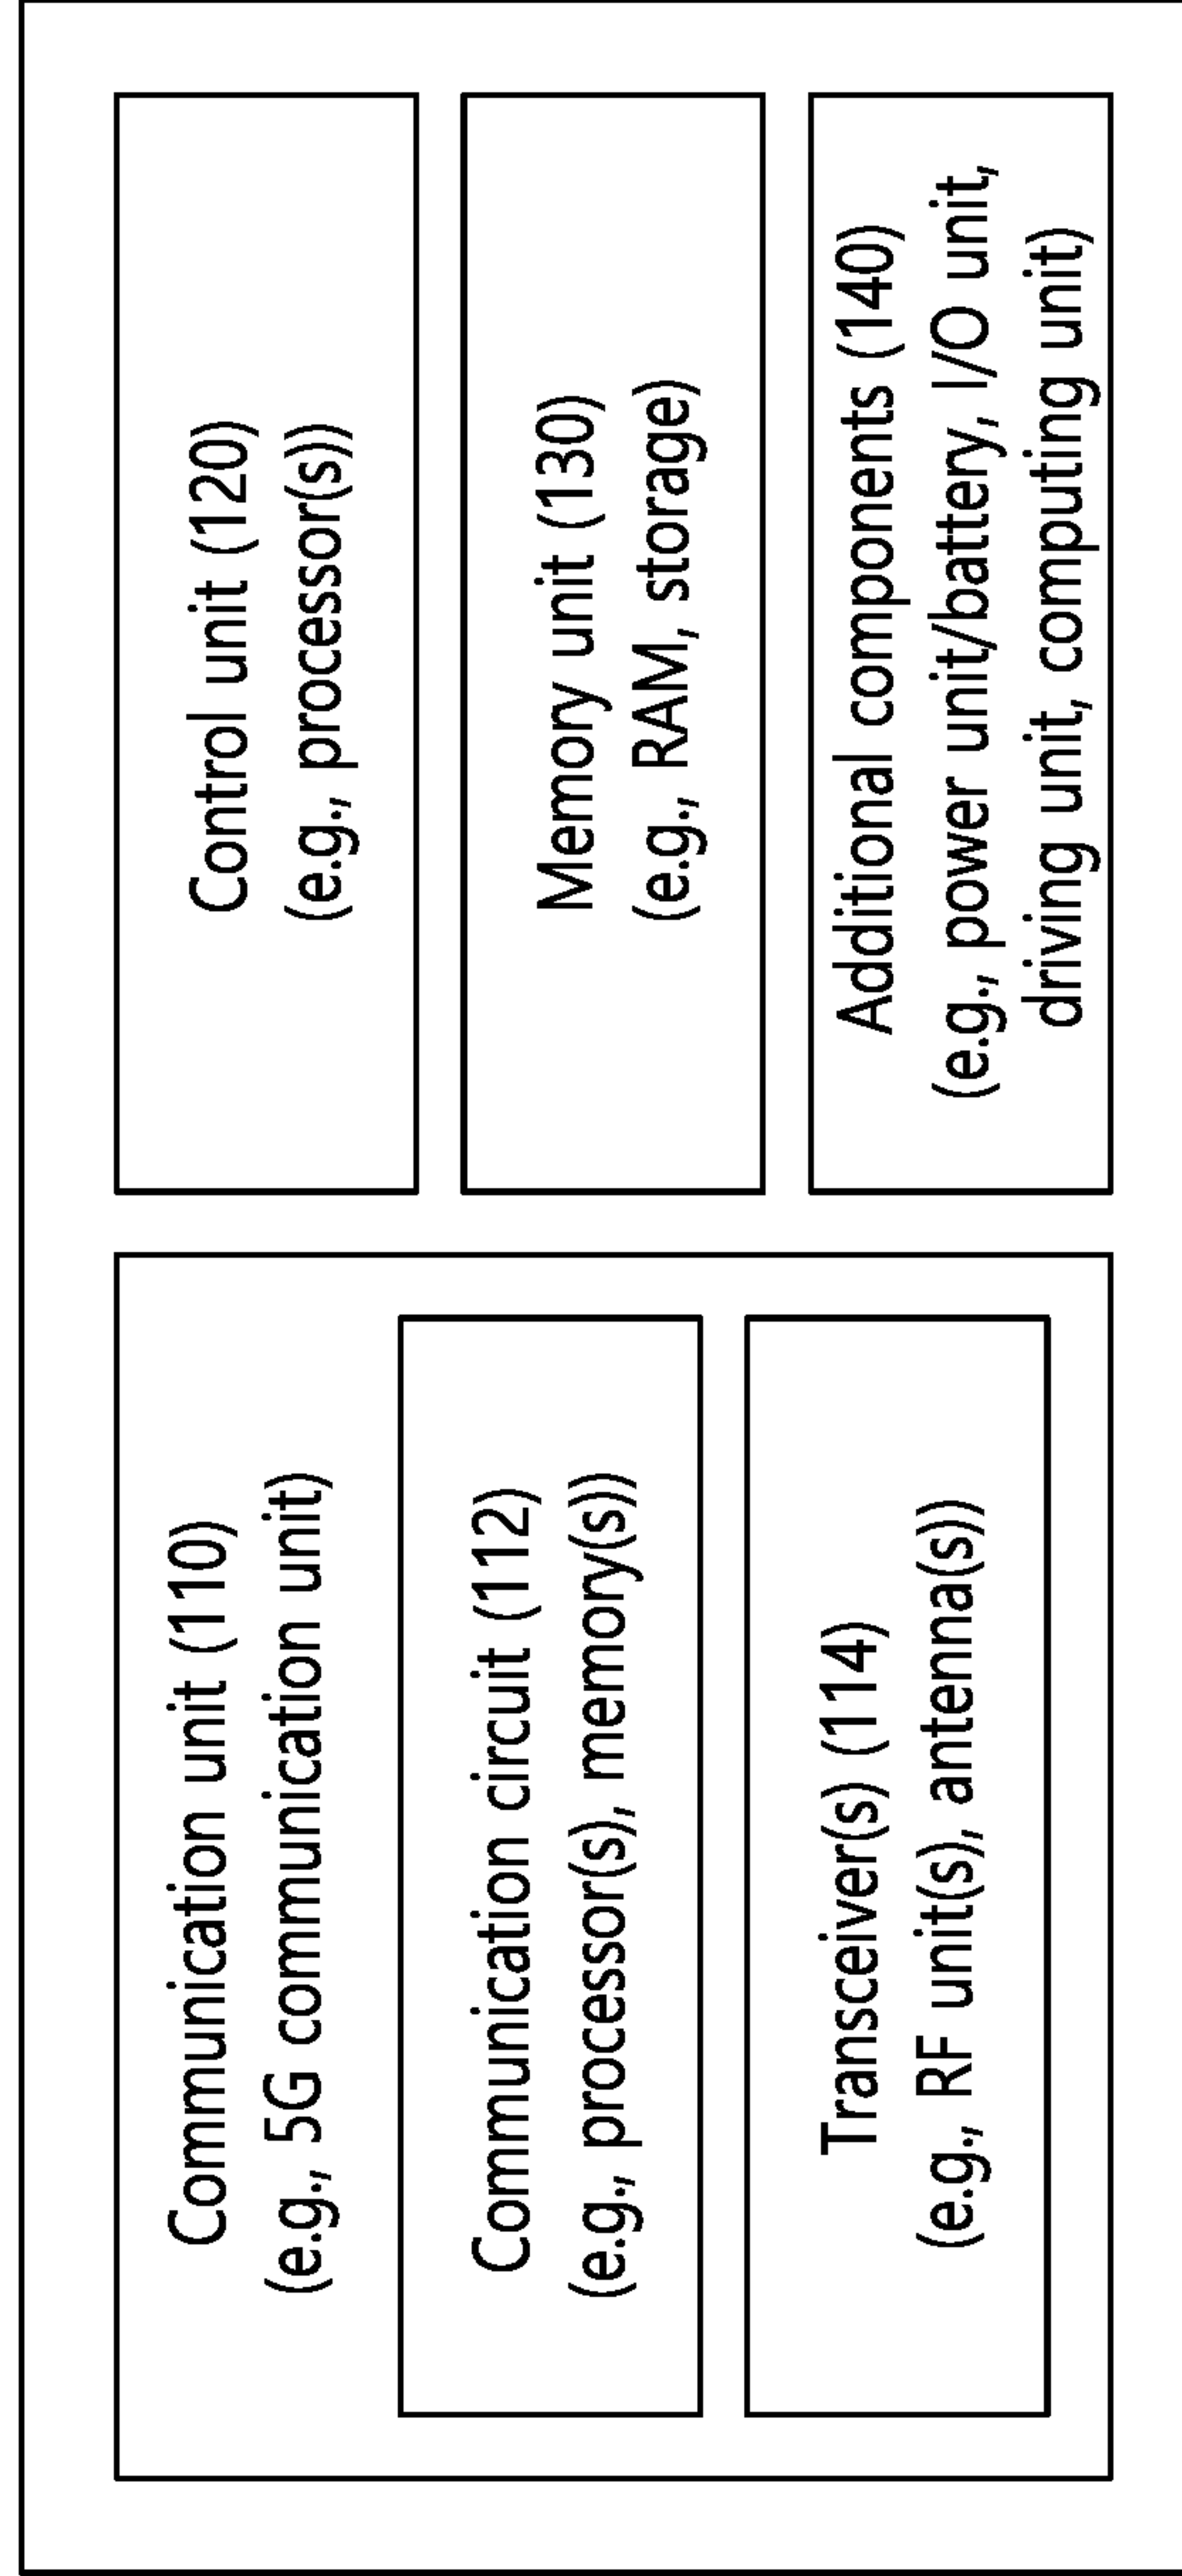 Communication unit (110)
(e.g., 5G communication unit)
Communication circuit (112)
(e.g., processor(s), memory(s))
Transceiver(s) (114)
(e.g., RF unit(s), antenna(s))
Control unit (120)
(e.g., processor(s))
Memory unit (130)
(e.g., RAM, storage)
Additional components (140)
(e.g., power unit/battery, I/O unit,
driving unit, computing unit)